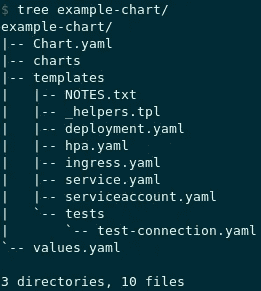 $ tree example-chart/
example-chart/
|-- Chart.yaml
|-- charts
|-- templates
|   |-- NOTES.txt
|   |-- _helpers.tpl
|   |-- deployment.yaml
|   |-- hpa.yaml
|   |-- ingress.yaml
|   |-- service.yaml
|   |-- serviceaccount.yaml
|   `-- tests
|       `-- test-connection.yaml
`-- values.yaml

3 directories, 10 files